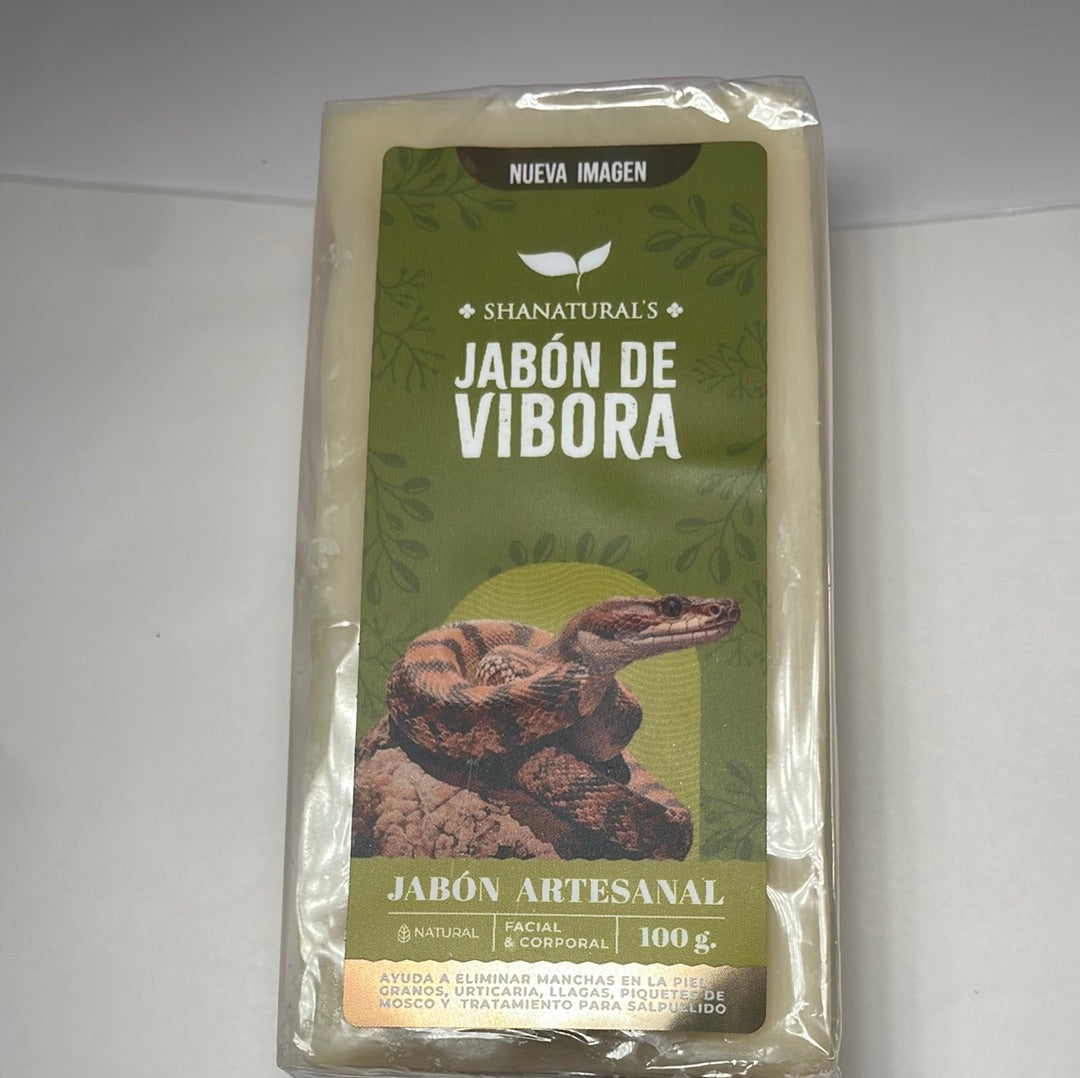 NUEVA IMAGEN
SHANATURAL'S
JABÓN DE
VIBORA
JABÓN ARTESANAL
NATURAL
FACIAL
& CORPORAL
100 g.
AYUDA A ELIMINAR MANCHAS EN LA PIEL
GRANOS, URTICARIA, LLAGAS, PIQUETES DE
MOSCO Y TRATAMIENTO PARA SALPULLIDO